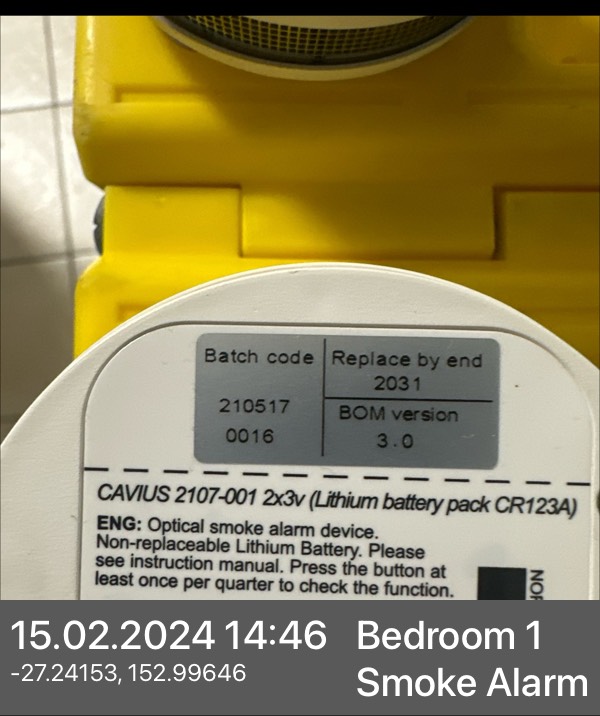 Batch code
210517
0016
Replace by end
2031
BOM version
3.0
CAVIUS 2107-001 2x3v (Lithium battery pack CR123A)
ENG: Optical smoke alarm device.
Non-replaceable Lithium Battery. Please
see instruction manual. Press the button at
least once per quarter to check the function.
15.02.2024 14:46
-27.24153, 152.99646
Bedroom 1
Smoke Alarm